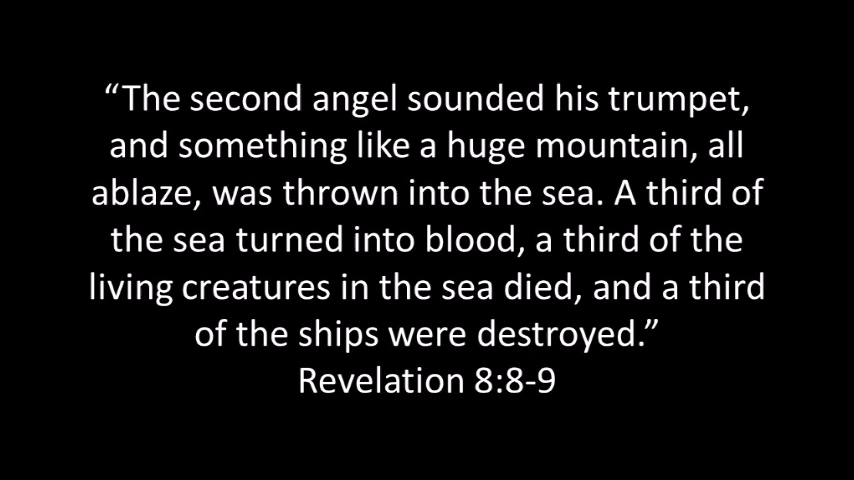 “The second angel sounded his trumpet,
and something like a huge mountain, all
ablaze, was thrown into the sea. A third of
the sea turned into blood, a third of the
living creatures in the sea died, and a third
of the ships were destroyed.”
Revelation 8:8-9